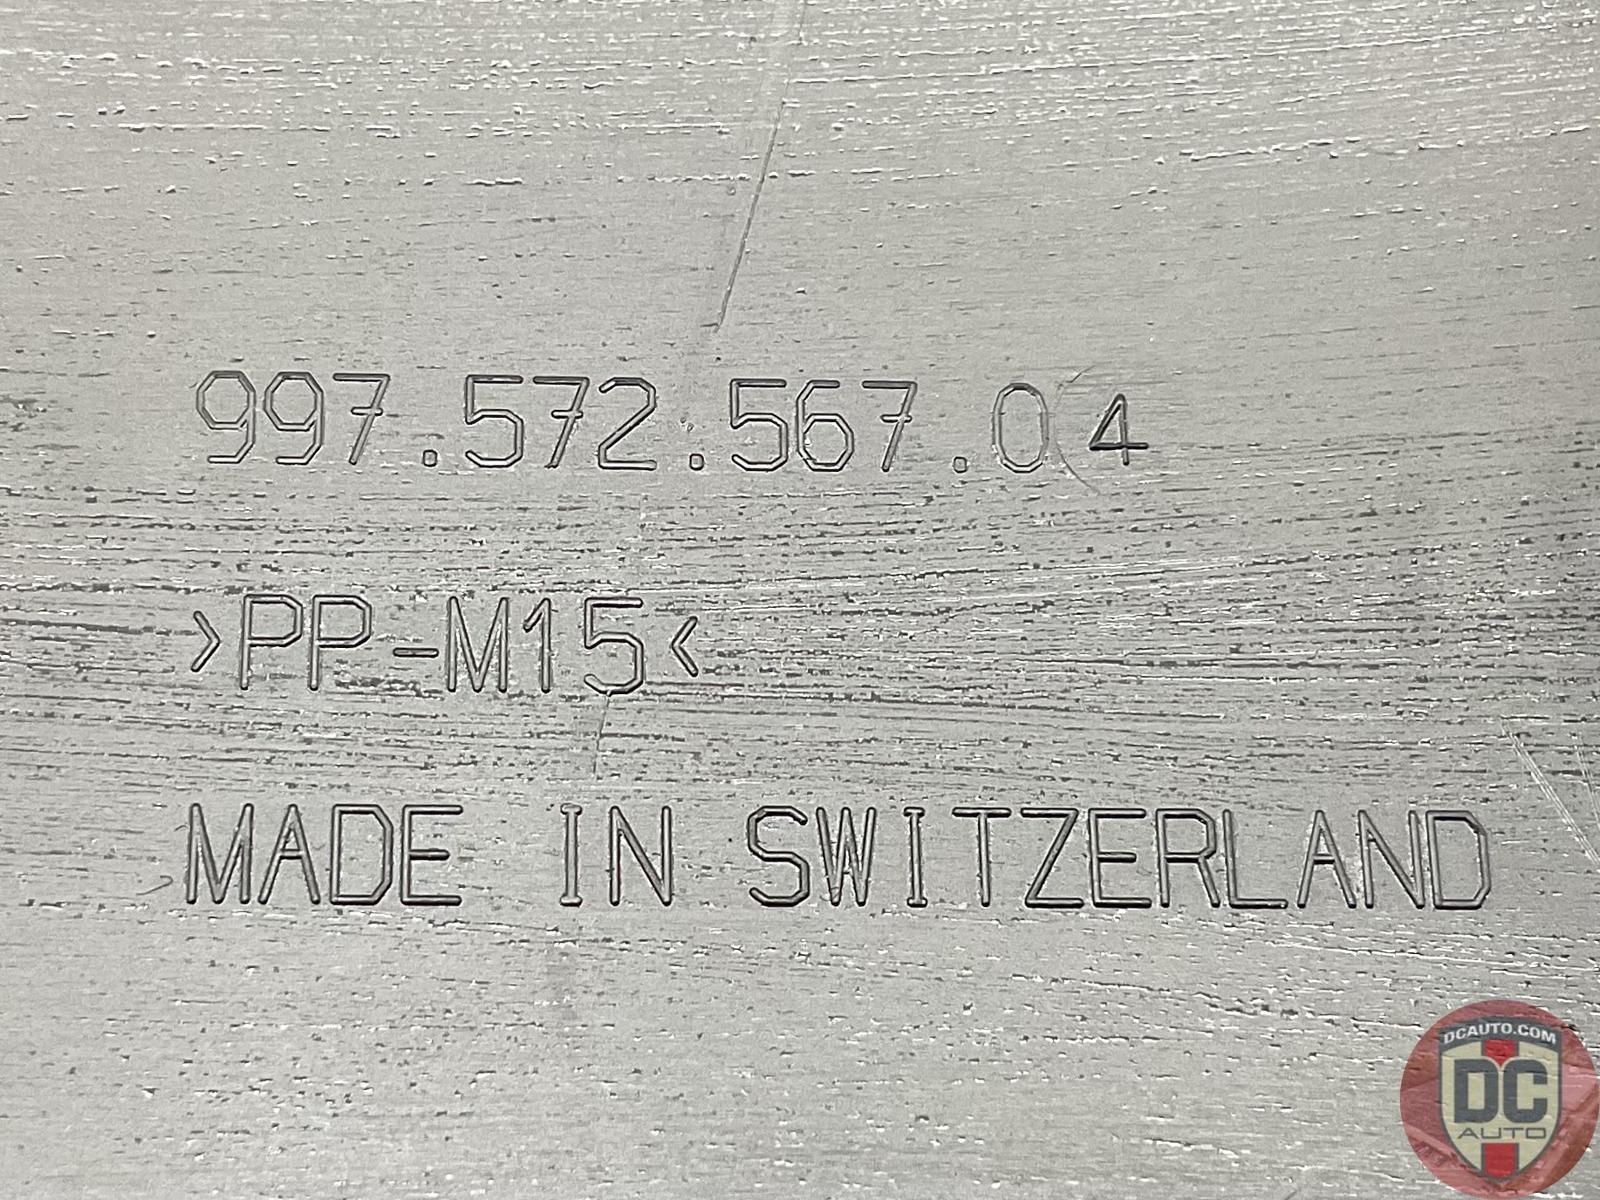 997.572.567.04
>PP-M15<
MADE IN SWITZERLAND
DCAUTO.COM
DC
AUTO